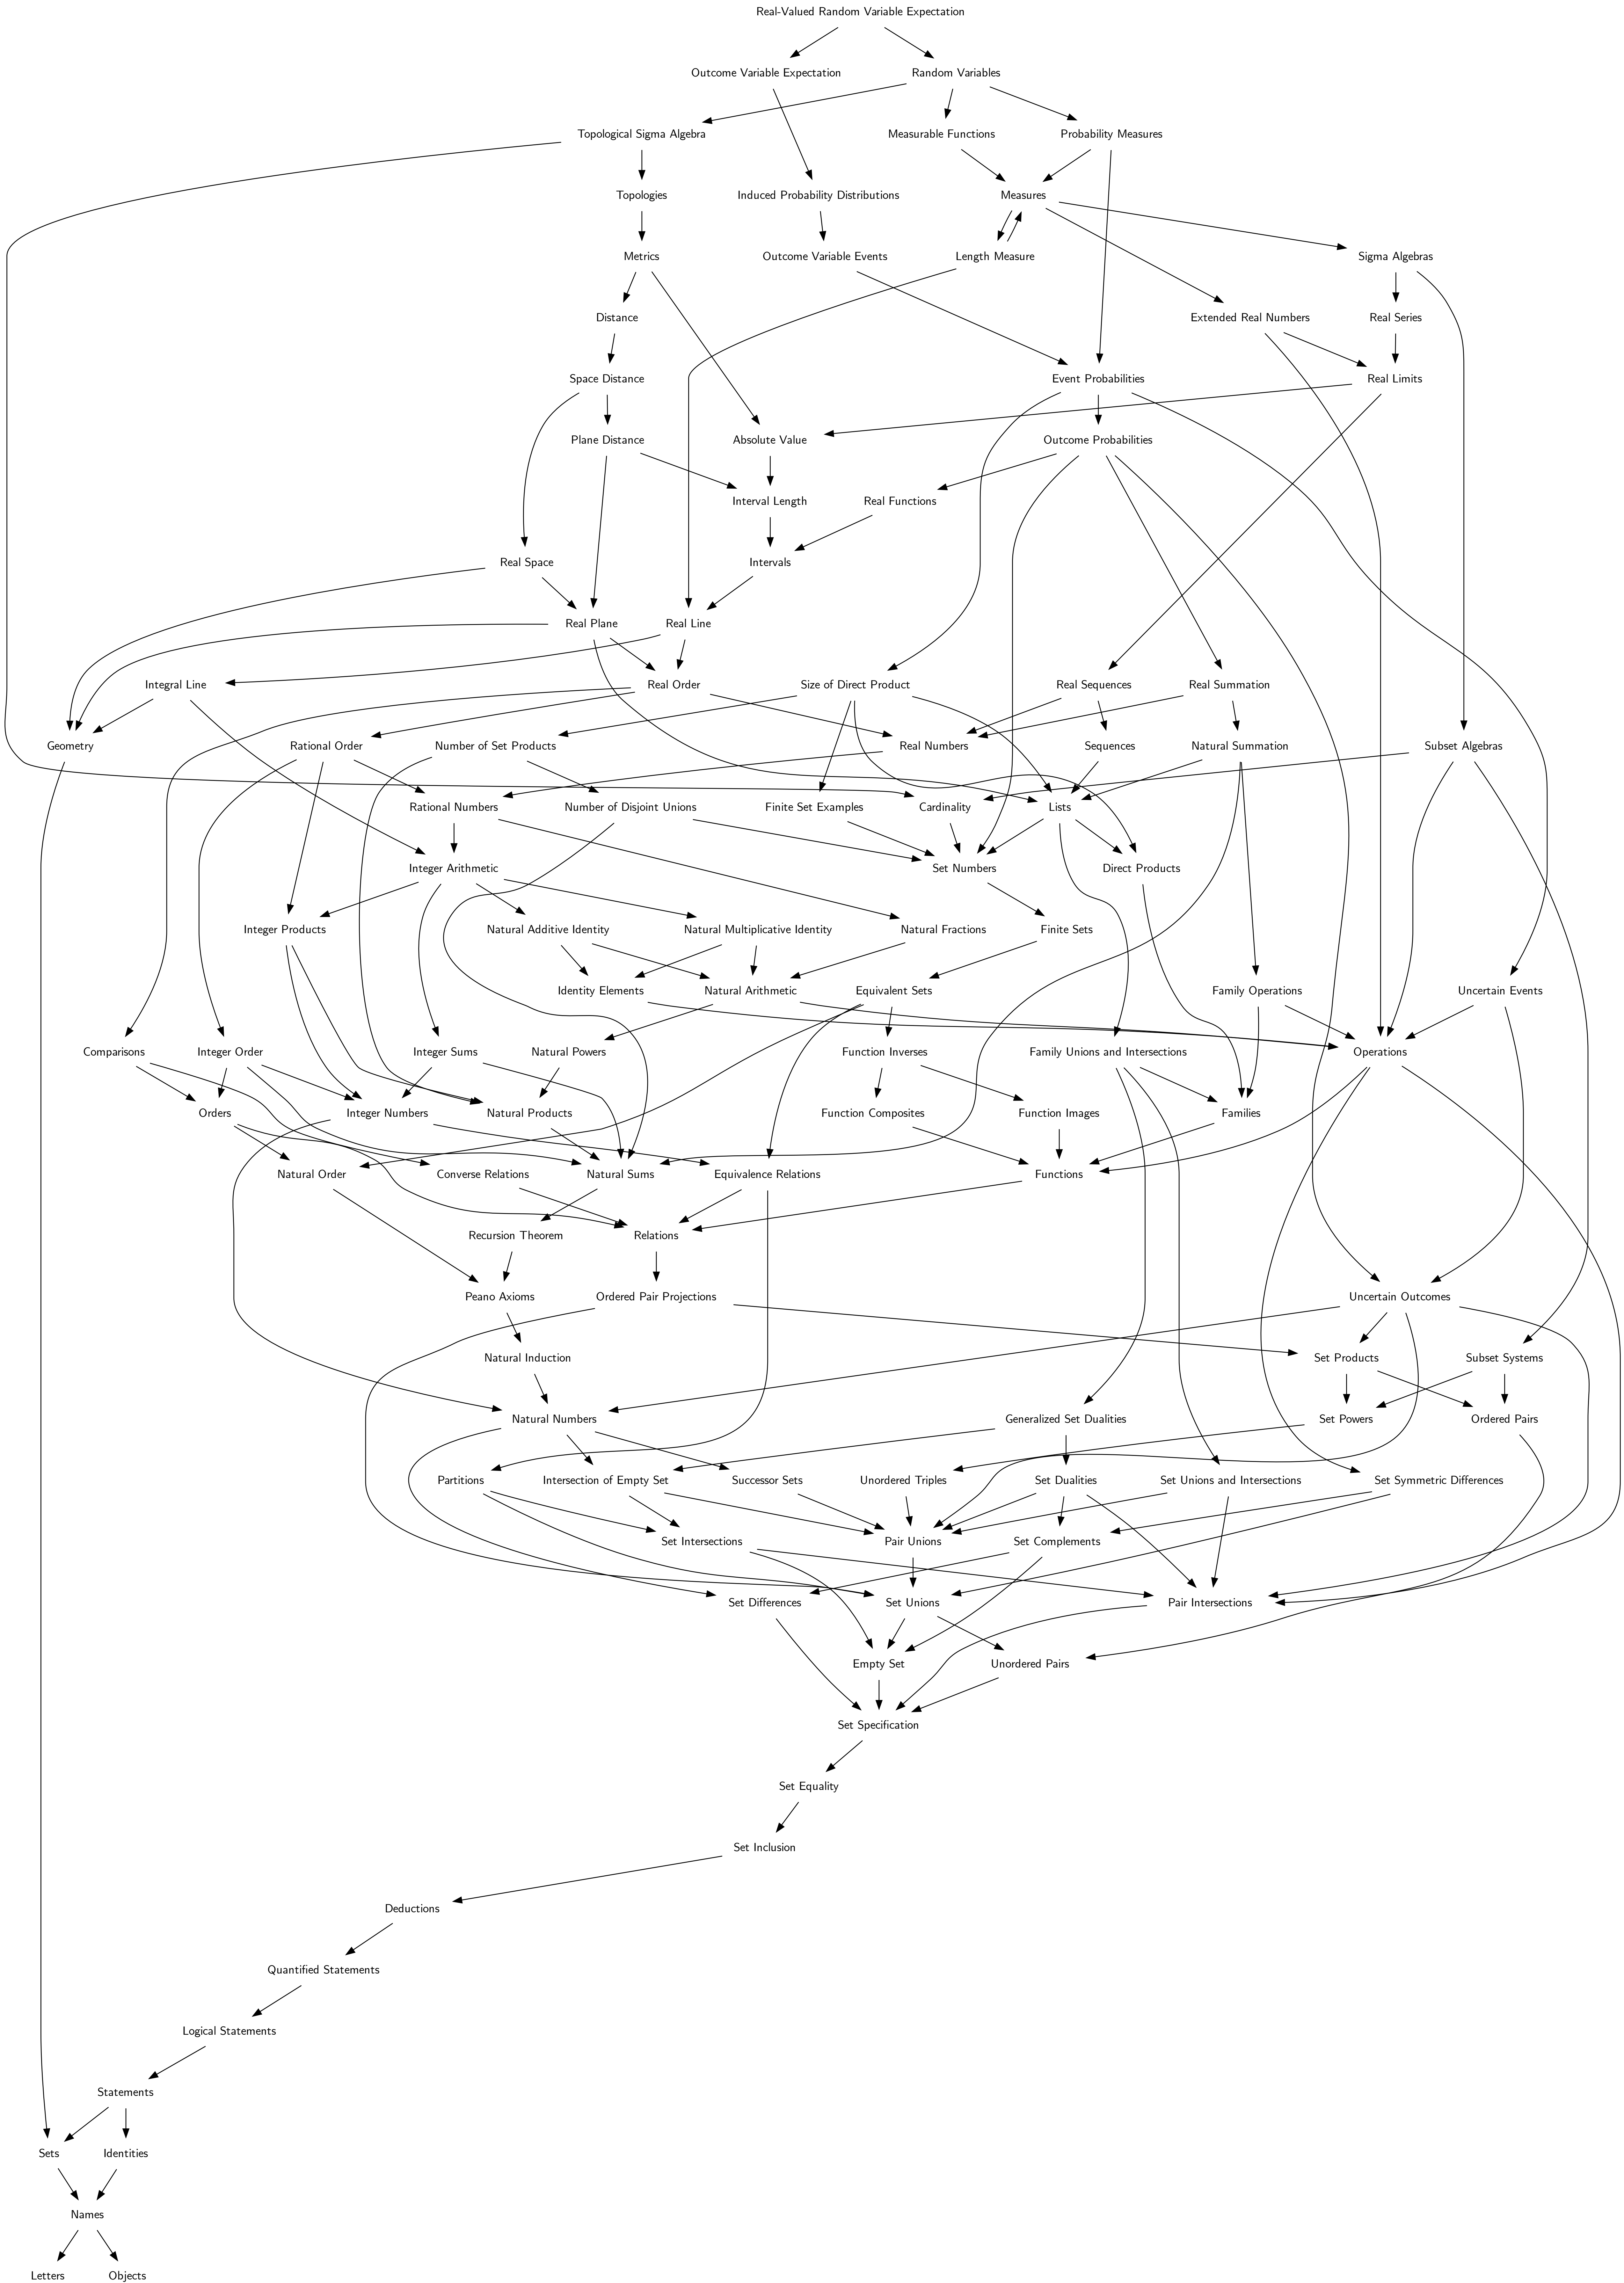 Real-Valued Random Variable Expectation
Outcome Variable Expectation
Random Variables
Topological Sigma Algebra
Measurable Functions
Probability Measures
Topologies
Induced Probability Distributions
Measures
Metrics
Outcome Variable Events
Length Measure
Sigma Algebras
Distance
Extended Real Numbers
Real Series
Space Distance
Event Probabilities
Real Limits
Plane Distance
Absolute Value
Outcome Probabilities
Interval Length
Real Functions
Real Space
Intervals
Real Plane
Real Line
Integral Line
Real Order
Size of Direct Product
Real Sequences
Real Summation
Geometry
Rational Order
Number of Set Products
Real Numbers
Sequences
Natural Summation
Subset Algebras
Rational Numbers
Number of Disjoint Unions
Finite Set Examples
Cardinality
Lists
Integer Arithmetic
Set Numbers
Direct Products
Integer Products
Natural Additive Identity
Natural Multiplicative Identity
Natural Fractions
Finite Sets
Identity Elements
Natural Arithmetic
Equivalent Sets
Family Operations
Uncertain Events
Comparisons
Integer Order
Integer Sums
Natural Powers
Function Inverses
Family Unions and Intersections
Operations
Orders
Integer Numbers
Natural Products
Function Composites
Function Images
Families
Natural Order
Converse Relations
Natural Sums
Equivalence Relations
Functions
Recursion Theorem
Relations
Peano Axioms
Ordered Pair Projections
Uncertain Outcomes
Natural Induction
Set Products
Subset Systems
Natural Numbers
Generalized Set Dualities
Set Powers
Ordered Pairs
Partitions
Intersection of Empty Set
Successor Sets
Unordered Triples
Set Dualities
Set Unions and Intersections
Set Symmetric Differences
Set Intersections
Pair Unions
Set Complements
Set Differences
Set Unions
Pair Intersections
Empty Set
Unordered Pairs
Set Specification
Set Equality
Set Inclusion
Deductions
Quantified Statements
Logical Statements
Statements
Sets
Identities
Names
Letters
Objects